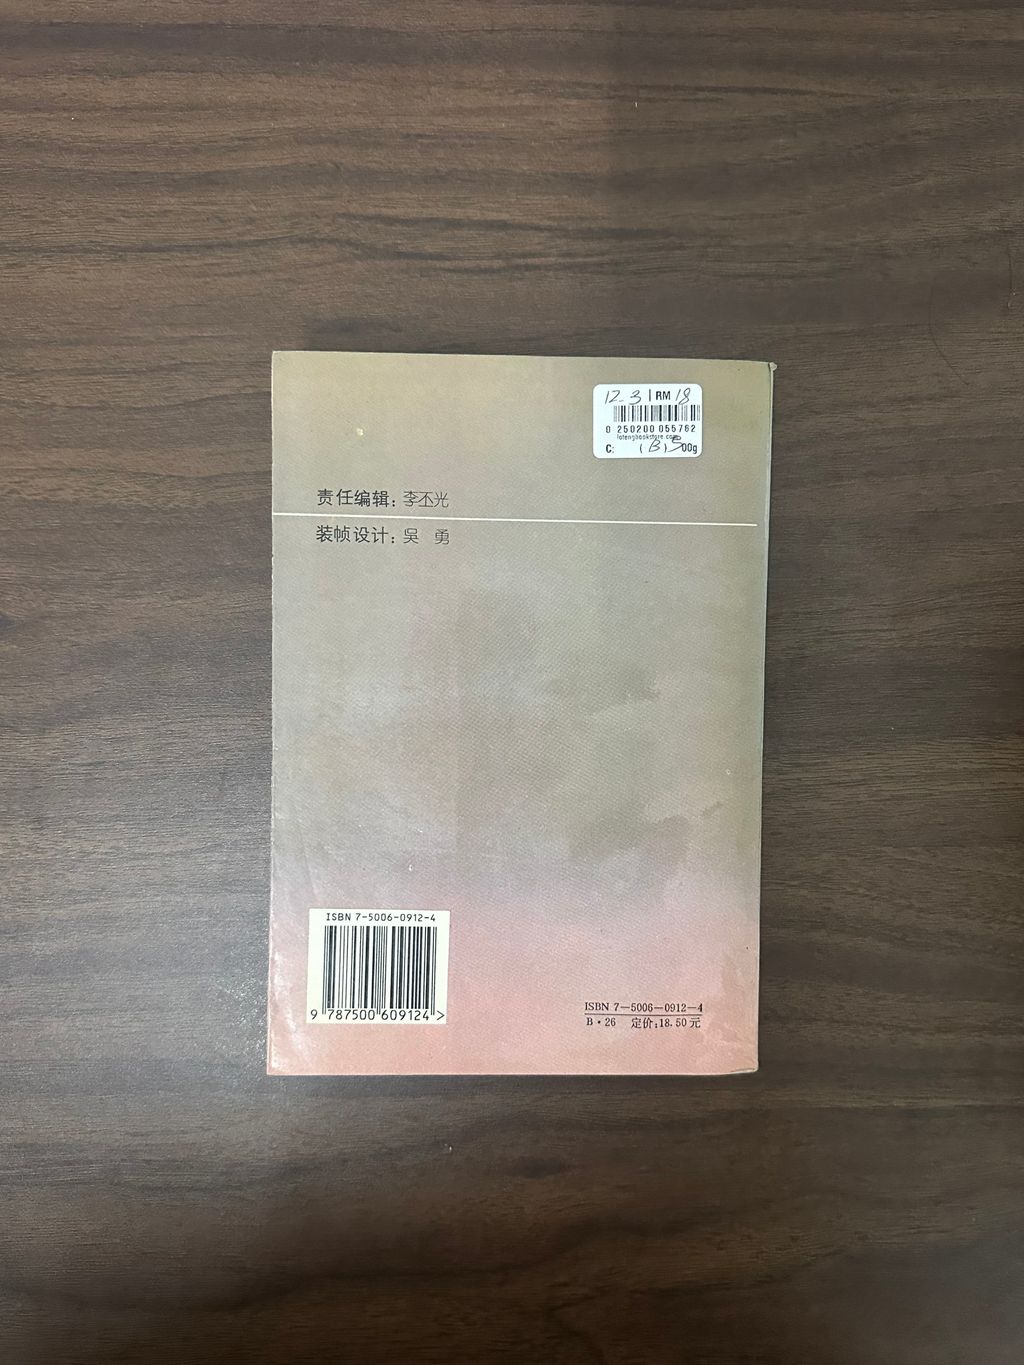 12-3 | RM 18
0 250200 055762
lotengbookstore.com
C: (B) 500g
责任编辑：李丕光
装帧设计：吴 勇
ISBN 7-5006-0912-4
9 787500 609124 >
ISBN 7—5006—0912—4
B·26 定价：18.50元